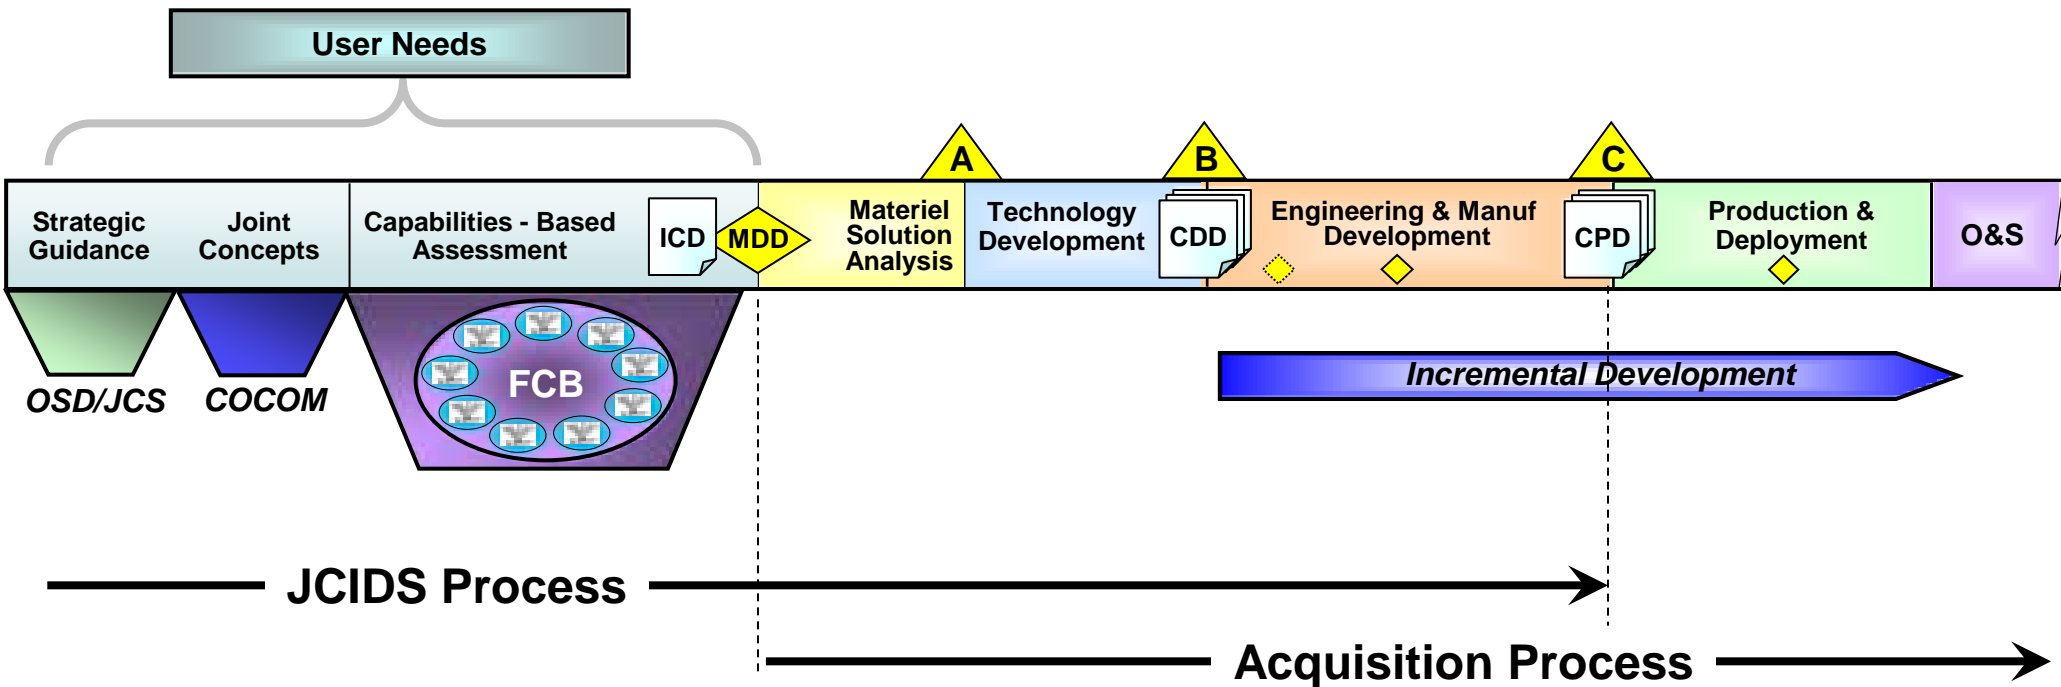 User Needs
A
B
C
Strategic
Guidance
Joint
Concepts
Capabilities - Based
Assessment
ICD
MDD
Materiel
Solution
Analysis
Technology
Development
CDD
Engineering & Manuf
Development
CPD
Production &
Deployment
O&S
OSD/JCS
COCOM
FCB
Incremental Development
JCIDS Process
Acquisition Process